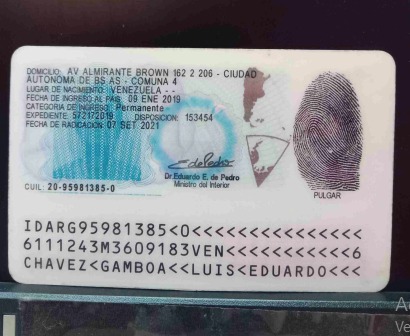 DOMICILIO: AV ALMIRANTE BROWN 162 2 206 - CIUDAD
AUTONOMA DE BS AS - COMUNA 4
LUGAR DE NACIMIENTO: VENEZUELA - -
FECHA DE INGRESO AL PAIS: 09 ENE 2019
CATEGORIA DE INGRESO: Permanente
EXPEDIENTE: 572172019 DISPOSICION: 153454
FECHA DE RADICACION: 07 SET 2021
Dr. Eduardo E. de Pedro
Ministro del Interior
CUIL: 20-95981385-0
PULGAR
IDARG95981385<0<<<<<<<<<<<<<<<
6111243M3609183VEN<<<<<<<<<<<6
CHAVEZ<GAMBOA<<LUIS<EDUARDO<<<